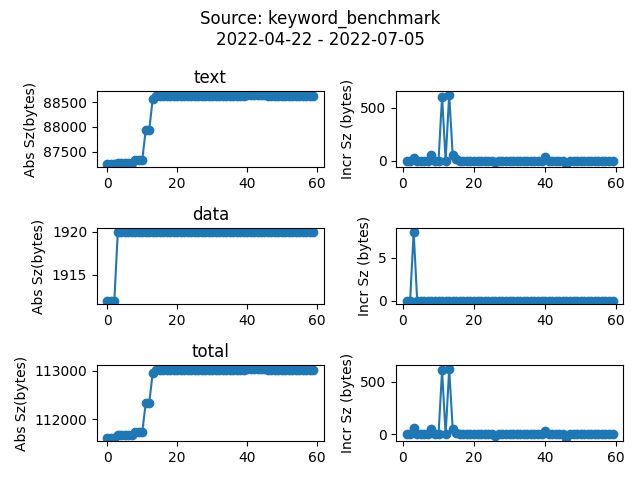 Source: keyword_benchmark
2022-04-22 - 2022-07-05
text
Abs Sz(bytes)
88500
88000
87500
0 20 40 60
Incr Sz (bytes)
500
0
0 20 40 60
data
Abs Sz(bytes)
1920
1915
0 20 40 60
Incr Sz (bytes)
5
0
0 20 40 60
total
Abs Sz(bytes)
113000
112000
0 20 40 60
Incr Sz (bytes)
500
0
0 20 40 60